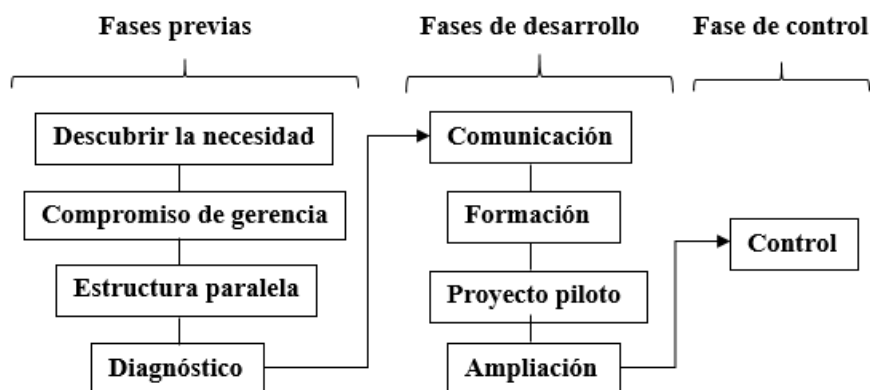 Fases previas
Descubrir la necesidad
Compromiso de gerencia
Estructura paralela
Diagnóstico
Fases de desarrollo
Comunicación
Formación
Proyecto piloto
Ampliación
Fase de control
Control